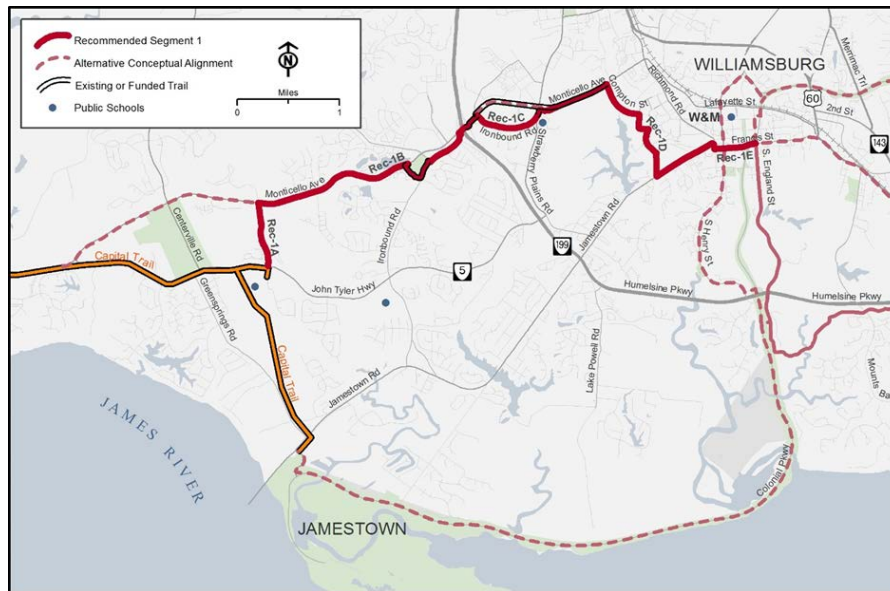 Recommended Segment 1
Alternative Conceptual Alignment
Existing or Funded Trail
Public Schools
N
Miles
0 1
WILLIAMSBURG
Merrimac Trl
Richmond Rd
60
Lafayette St
2nd St
W&M
Monticello Ave
Compton St
Rec-1C
Ironbound Rd
Rec-1D
Francis St
Rec-1E
143
S. England St
Strawberry Plains Rd
Rec-1B
Monticello Ave
Ironbound Rd
Jamestown Rd
S Henry St
Centerville Rd
Rec-1A
Capital Trail
199
5
John Tyler Hwy
Humelsine Pkwy
Humelsine Pkwy
Greensprings Rd
Capital Trail
Lake Powell Rd
Jamestown Rd
Mounts Ba
JAMES RIVER
Colonial Pkwy
JAMESTOWN